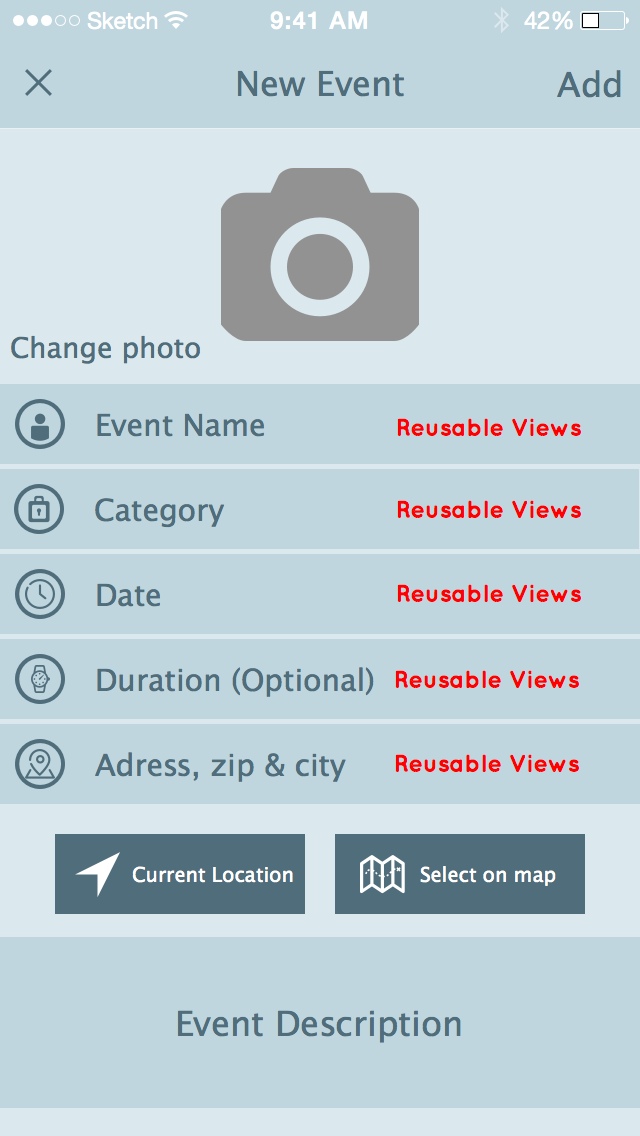 Sketch 9:41 AM 42%
New Event Add
Change photo
Event Name Reusable Views
Category Reusable Views
Date Reusable Views
Duration (Optional) Reusable Views
Adress, zip & city Reusable Views
Current Location Select on map
Event Description